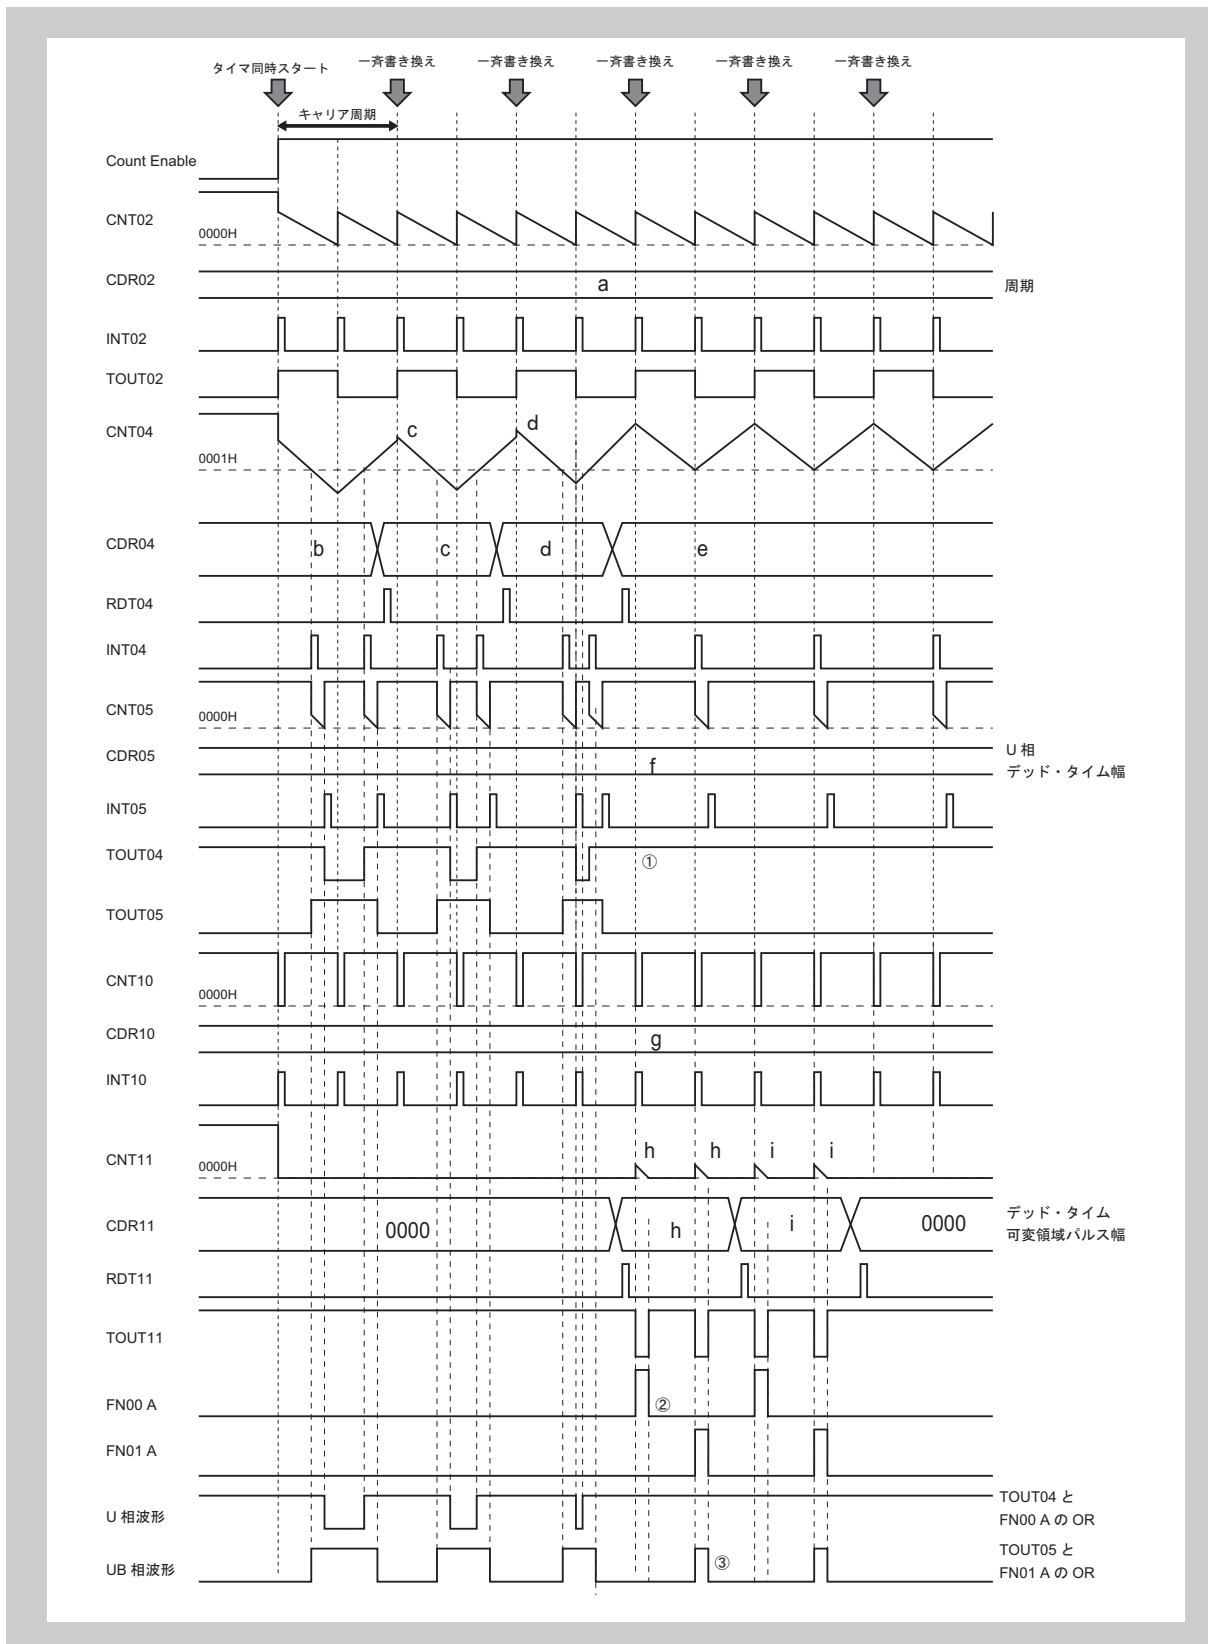 タイマ同時スタート
一斉書き換え
一斉書き換え
一斉書き換え
一斉書き換え
一斉書き換え
キャリア周期
Count Enable
CNT02
0000H
CDR02
a
周期
INT02
TOUT02
CNT04
c
d
0001H
CDR04
b
c
d
e
RDT04
INT04
CNT05
0000H
CDR05
f
U 相
デッド・タイム幅
INT05
TOUT04
①
TOUT05
CNT10
0000H
CDR10
g
INT10
CNT11
0000H
h
h
i
i
CDR11
0000
h
i
0000
デッド・タイム
可変領域パルス幅
RDT11
TOUT11
FN00 A
②
FN01 A
U 相波形
TOUT04 と
FN00 A の OR
UB 相波形
③
TOUT05 と
FN01 A の OR